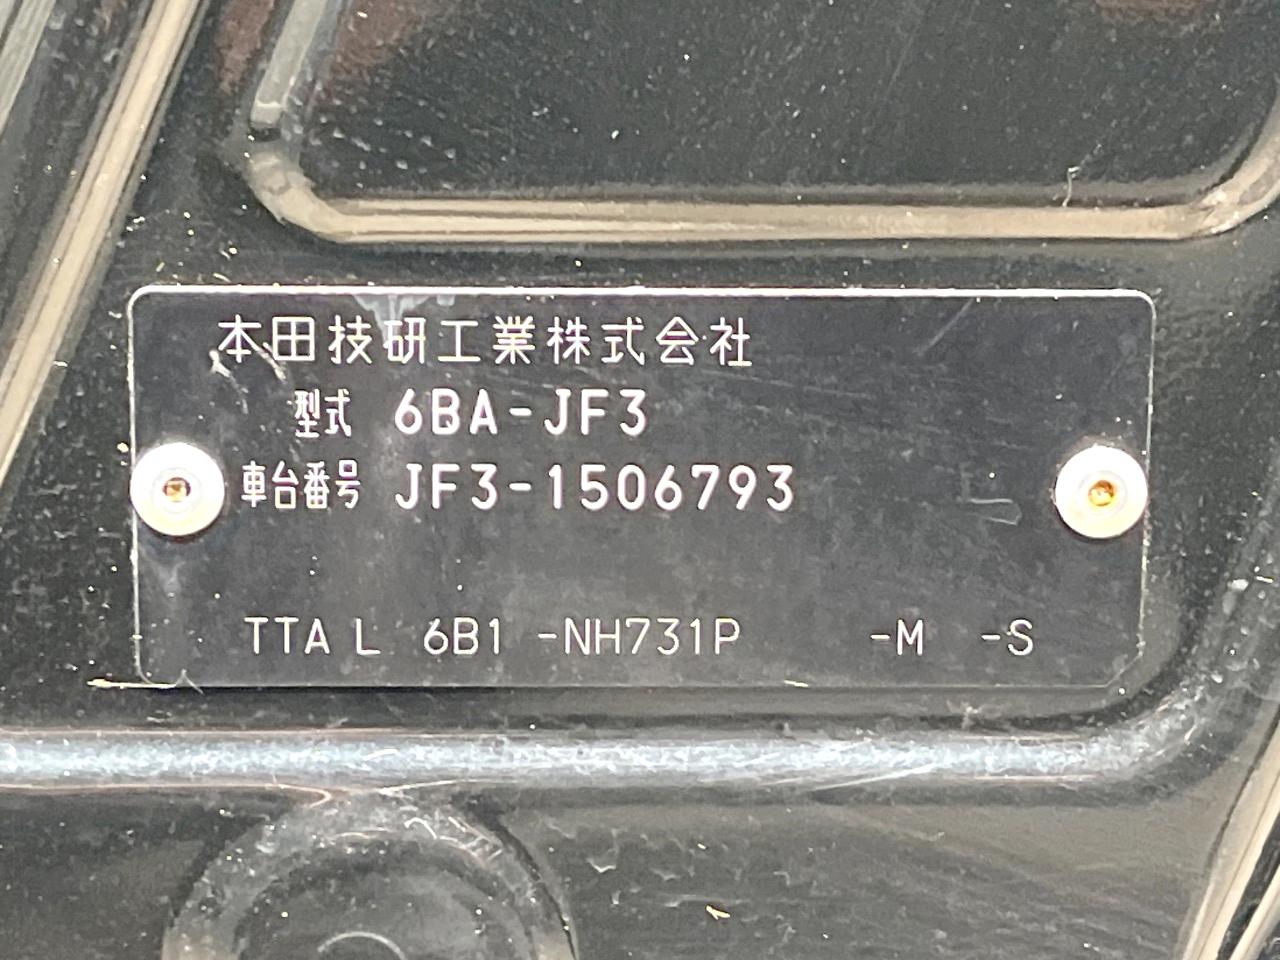 本田技研工業株式会社
型式 6BA-JF3
車台番号 JF3-1506793
TTA L 6B1 -NH731P -M -S